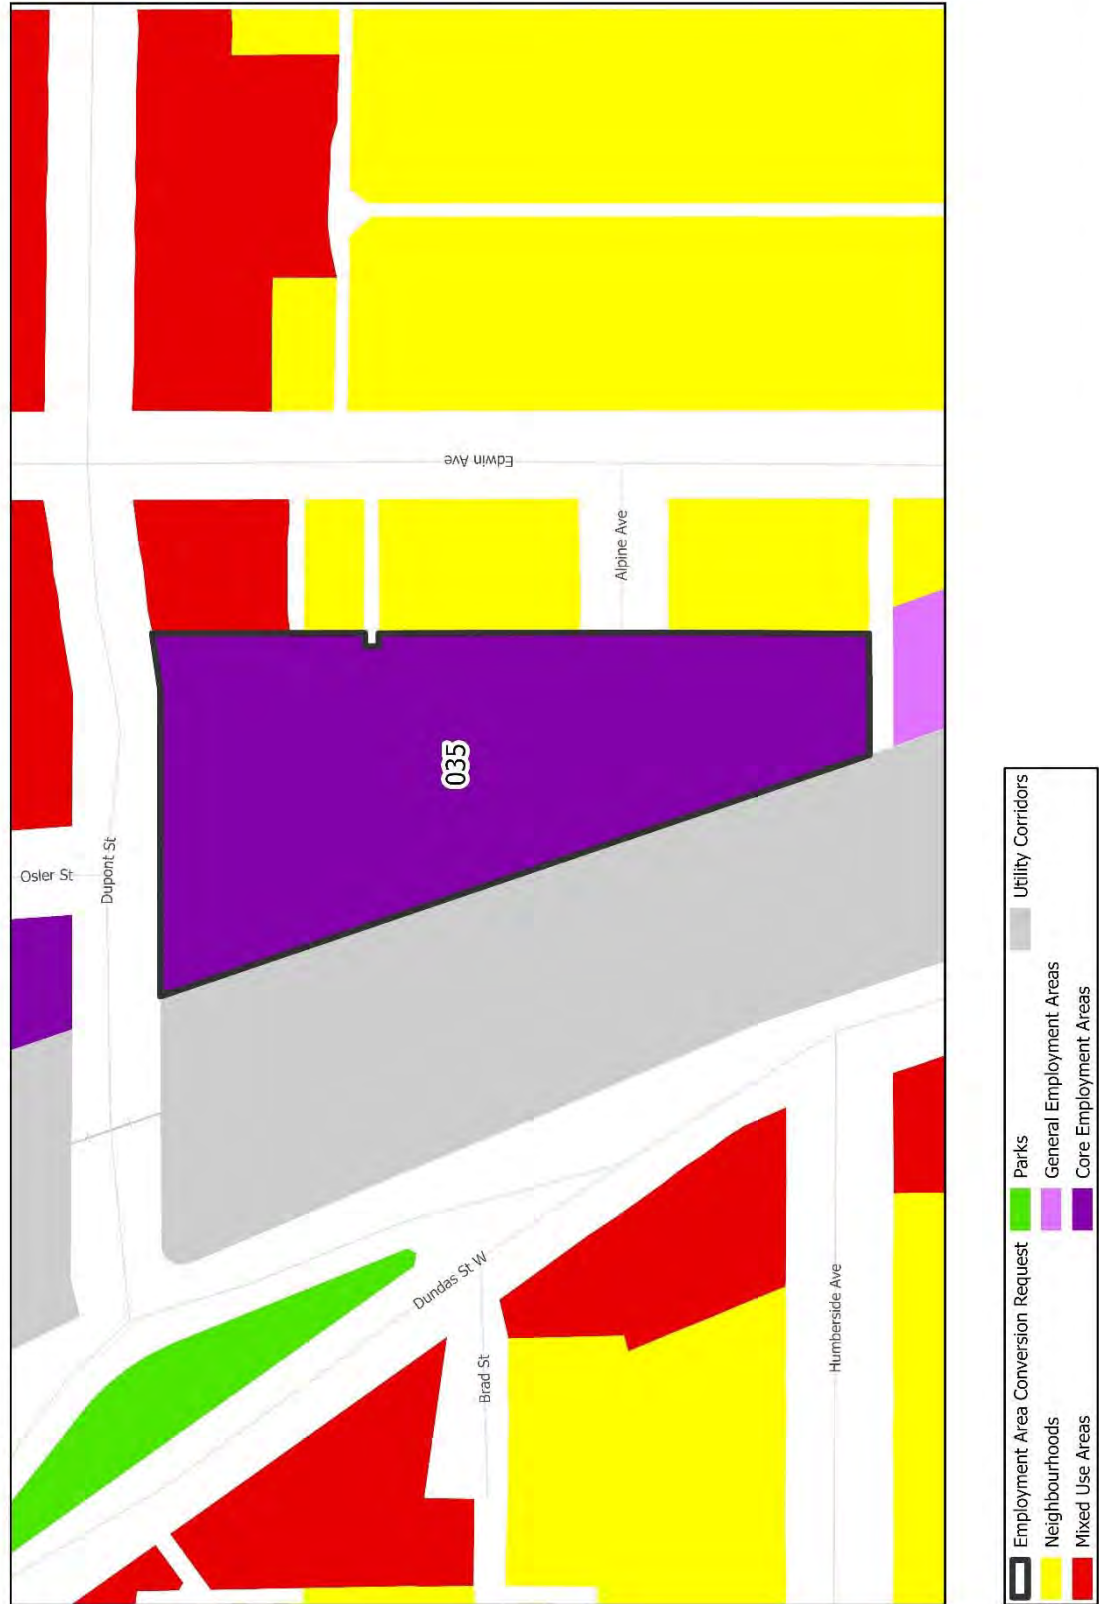 Osler St
Dupont St
Edwin Ave
Alpine Ave
035
Dundas St W
Brad St
Humberside Ave
Employment Area Conversion Request
Parks
Utility Corridors
Neighbourhoods
General Employment Areas
Mixed Use Areas
Core Employment Areas